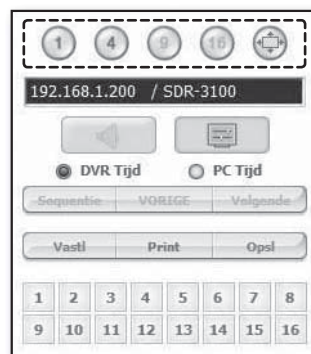 1 4 9 16
192.168.1.200 / SDR-3100
DVR Tijd PC Tijd
Sequentie VORIGE Volgende
Vastl Print Opsl
1 2 3 4 5 6 7 8
9 10 11 12 13 14 15 16